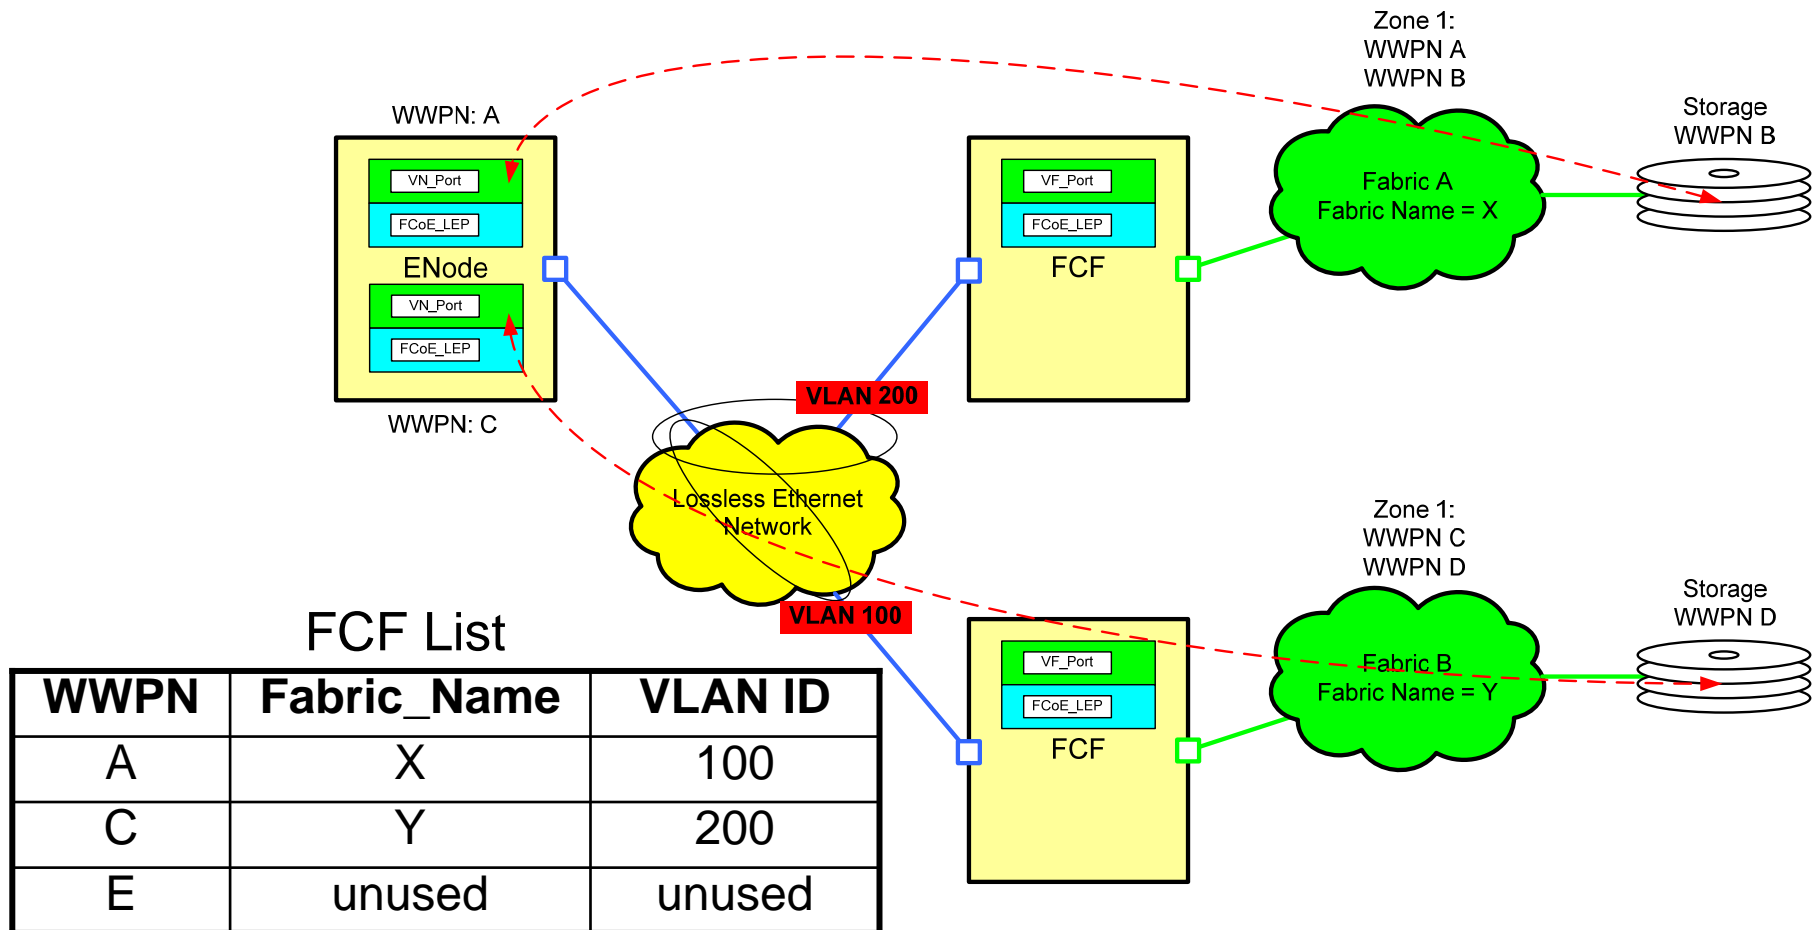 Zone 1:
WWPN A
WWPN B
Storage
WWPN B
WWPN: A
VN_Port
FCoE_LEP
ENode
VN_Port
FCoE_LEP
WWPN: C
VF_Port
FCoE_LEP
FCF
Fabric A
Fabric Name = X
VLAN 200
Lossless Ethernet
Network
VLAN 100
Zone 1:
WWPN C
WWPN D
Storage
WWPN D
VF_Port
FCoE_LEP
FCF
Fabric B
Fabric Name = Y
FCF List
WWPN Fabric_Name VLAN ID
A X 100
C Y 200
E unused unused